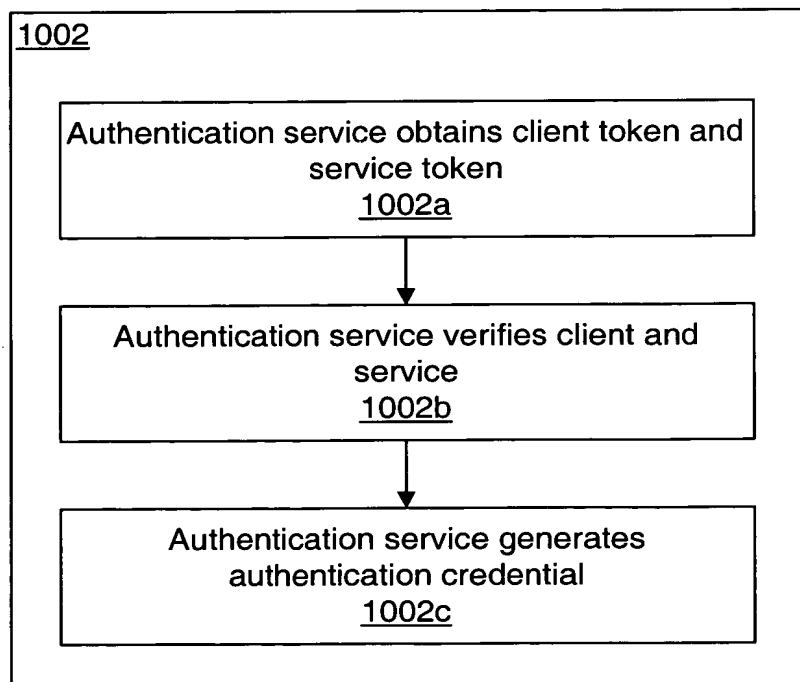 1002
Authentication service obtains client token and
service token
1002a
Authentication service verifies client and
service
1002b
Authentication service generates
authentication credential
1002c